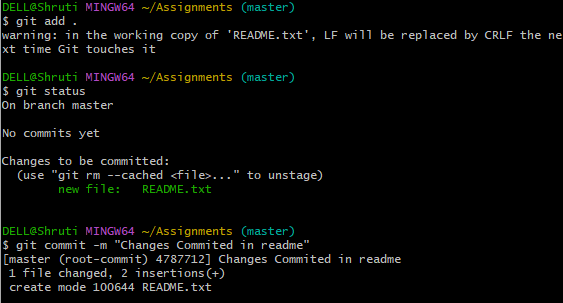 DELL@Shruti MINGW64 ~/Assignments (master)
$ git add .
warning: in the working copy of 'README.txt', LF will be replaced by CRLF the ne
xt time Git touches it
DELL@Shruti MINGW64 ~/Assignments (master)
$ git status
On branch master
No commits yet
Changes to be committed:
  (use "git rm --cached <file>..." to unstage)
        new file:   README.txt
DELL@Shruti MINGW64 ~/Assignments (master)
$ git commit -m "Changes Commited in readme"
[master (root-commit) 4787712] Changes Commited in readme
 1 file changed, 2 insertions(+)
 create mode 100644 README.txt